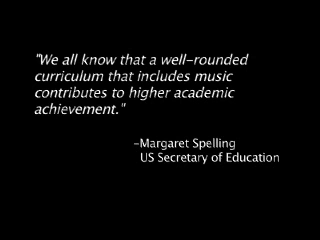 "We all know that a well-rounded
curriculum that includes music
contributes to higher academic
achievement."
-Margaret Spelling
US Secretary of Education